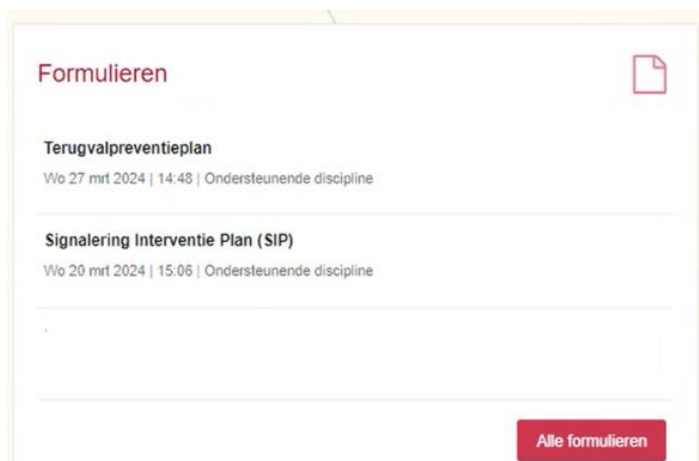 Formulieren
Terugvalpreventieplan
Wo 27 mrt 2024 | 14:48 | Ondersteunende discipline
Signalering Interventie Plan (SIP)
Wo 20 mrt 2024 | 15:06 | Ondersteunende discipline
Alle formulieren